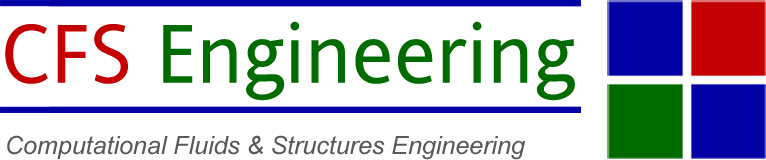 CFS Engineering
Computational Fluids & Structures Engineering